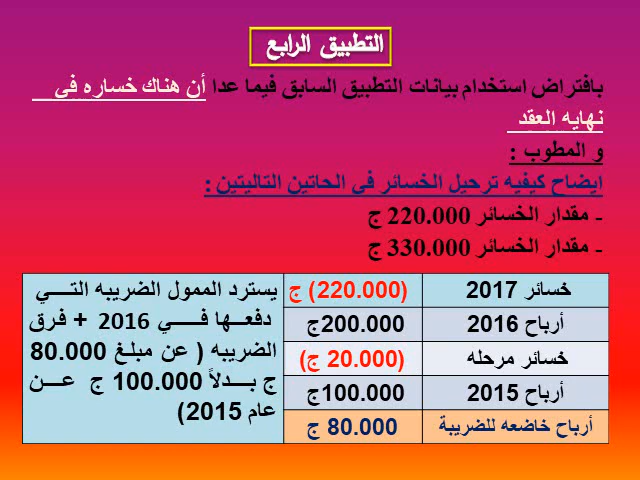 التطبيق الرابع
بافتراض استخدام بيانات التطبيق السابق فيما عدا أن هناك خساره فى
نهايه العقد
و المطوب :
ايضاح كيفيه ترحيل الخسائر في الحاتين التاليتين :
- مقدار الخسائر 220.000 ج
- مقدار الخسائر 330.000 ج
خسائر 2017 (220.000) ج
أرباح 2016 200.000ج
خسائر مرحله (20.000 ج)
أرباح 2015 100.000ج
أرباح خاضعه للضريبة 80.000 ج
يسترد الممول الضريبه التي
دفعها في 2016 + فرق
الضريبه ( عن مبلغ 80.000
ج بدلاً 100.000 ج عن
عام 2015)